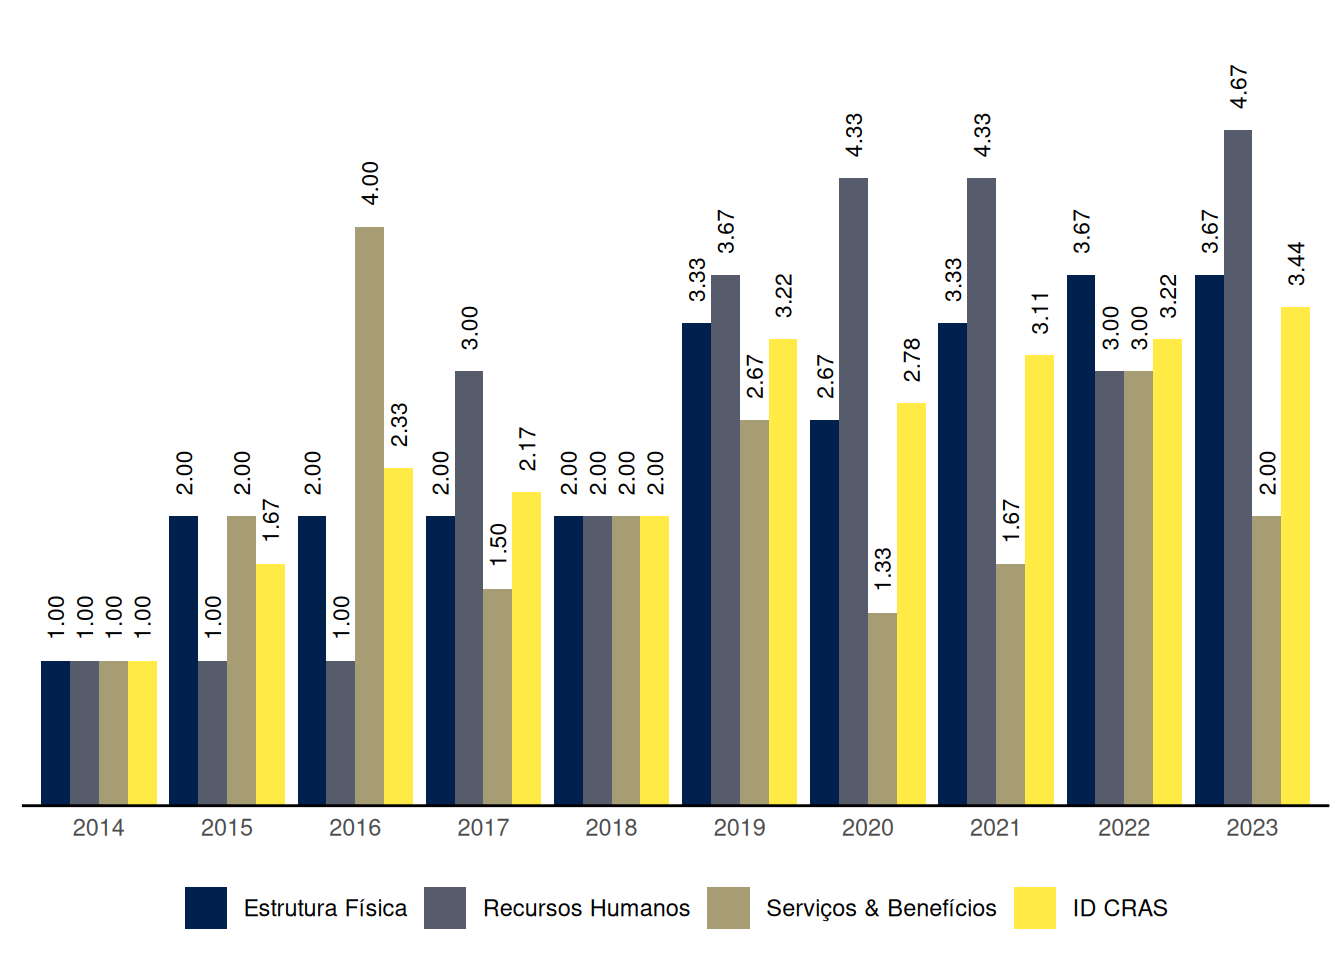 1.00 1.00 1.00 1.00
2.00 1.00 2.00 1.67
2.00 1.00 4.00 2.33
2.00 3.00 1.50 2.17
2.00 2.00 2.00 2.00
3.33 3.67 2.67 3.22
2.67 4.33 1.33 2.78
3.33 4.33 1.67 3.11
3.67 3.00 3.00 3.22
3.67 4.67 2.00 3.44
2014 2015 2016 2017 2018 2019 2020 2021 2022 2023
Estrutura Física Recursos Humanos Serviços & Benefícios ID CRAS